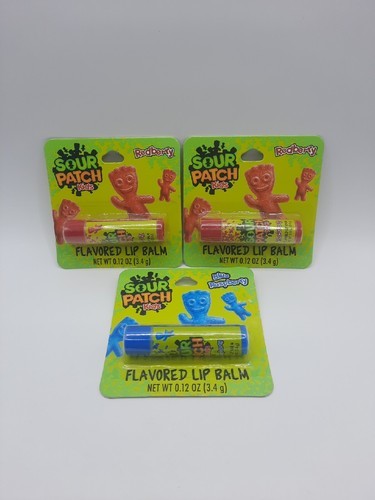 SOUR
PATCH
Kids
Redberry
FLAVORED LIP BALM
NET WT 0.12 OZ (3.4 g)
SOUR
PATCH
Kids
Redberry
FLAVORED LIP BALM
NET WT 0.12 OZ (3.4 g)
SOUR
PATCH
Kids
Blue
Raspberry
SOUR
PATCH
FLAVORED LIP BALM
NET WT 0.12 OZ (3.4 g)